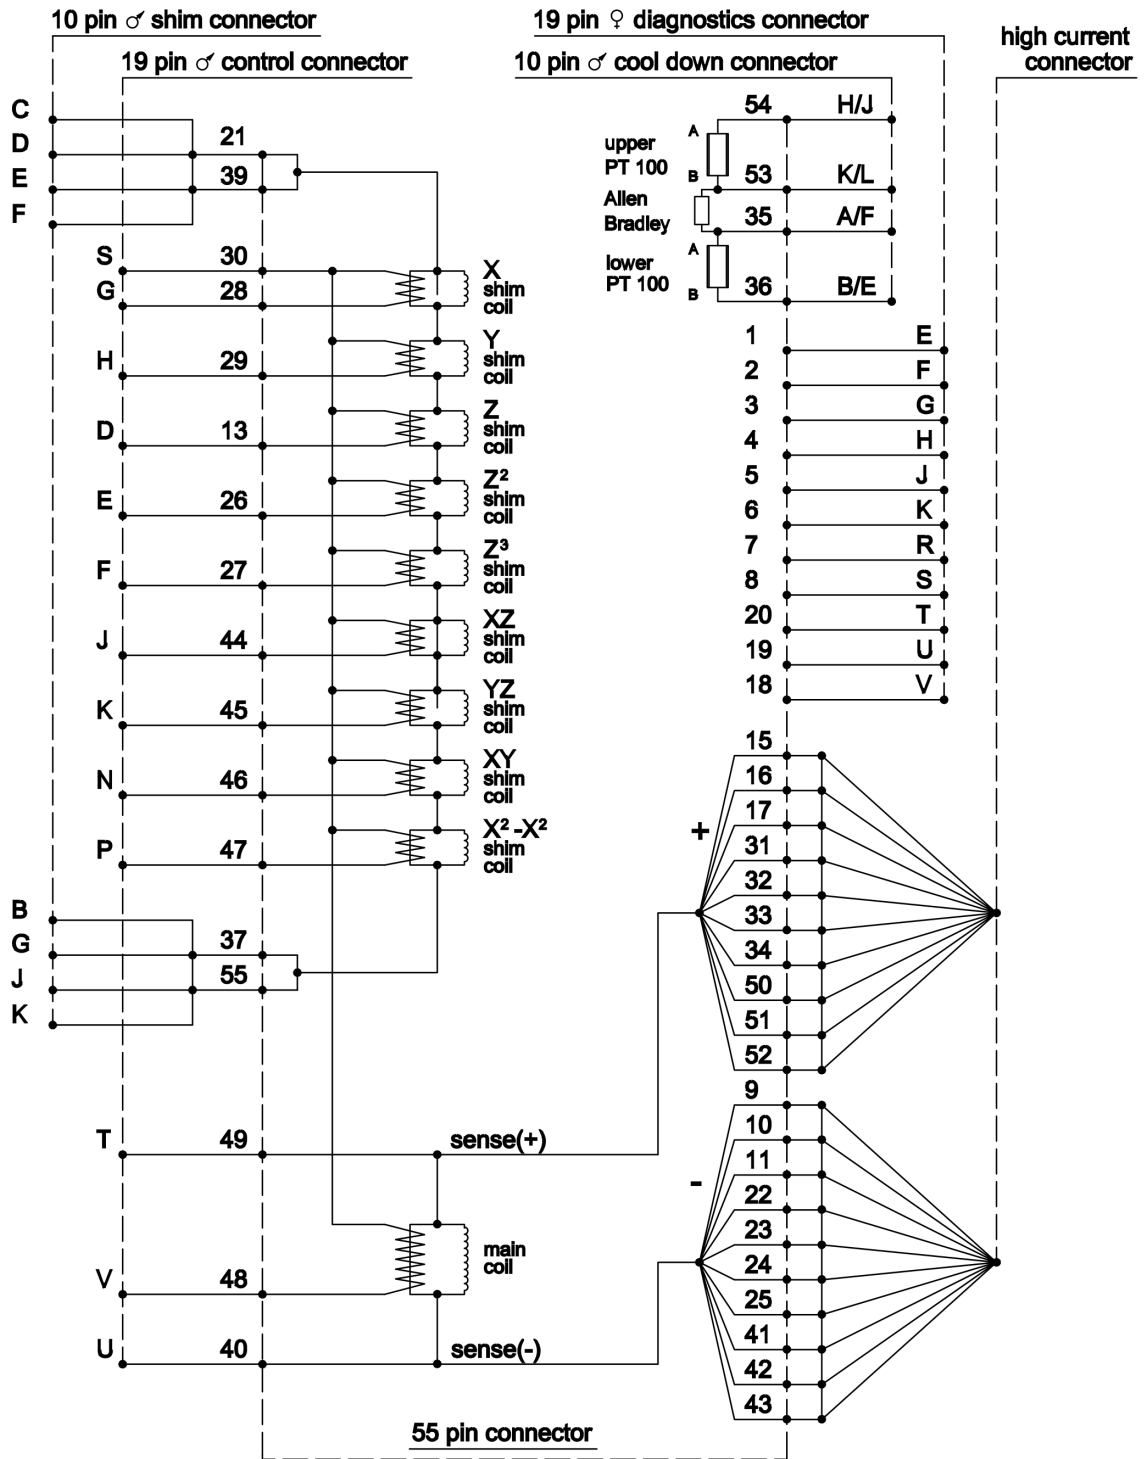 10 pin ♂ shim connector
19 pin ♀ diagnostics connector
high current
connector
19 pin ♂ control connector
10 pin ♂ cool down connector
C
D
E
F
21
39
S
G
H
D
E
F
J
K
N
P
30
28
29
13
26
27
44
45
46
47
X
shim
coil
Y
shim
coil
Z
shim
coil
Z²
shim
coil
Z³
shim
coil
XZ
shim
coil
YZ
shim
coil
XY
shim
coil
X² -X²
shim
coil
B
G
J
K
37
55
T
49
sense(+)
main
coil
V
48
U
40
sense(-)
55 pin connector
upper
PT 100
A
B
Allen
Bradley
lower
PT 100
A
B
54 H/J
53 K/L
35 A/F
36 B/E
1 E
2 F
3 G
4 H
5 J
6 K
7 R
8 S
20 T
19 U
18 V
+
15
16
17
31
32
33
34
50
51
52
-
9
10
11
22
23
24
25
41
42
43